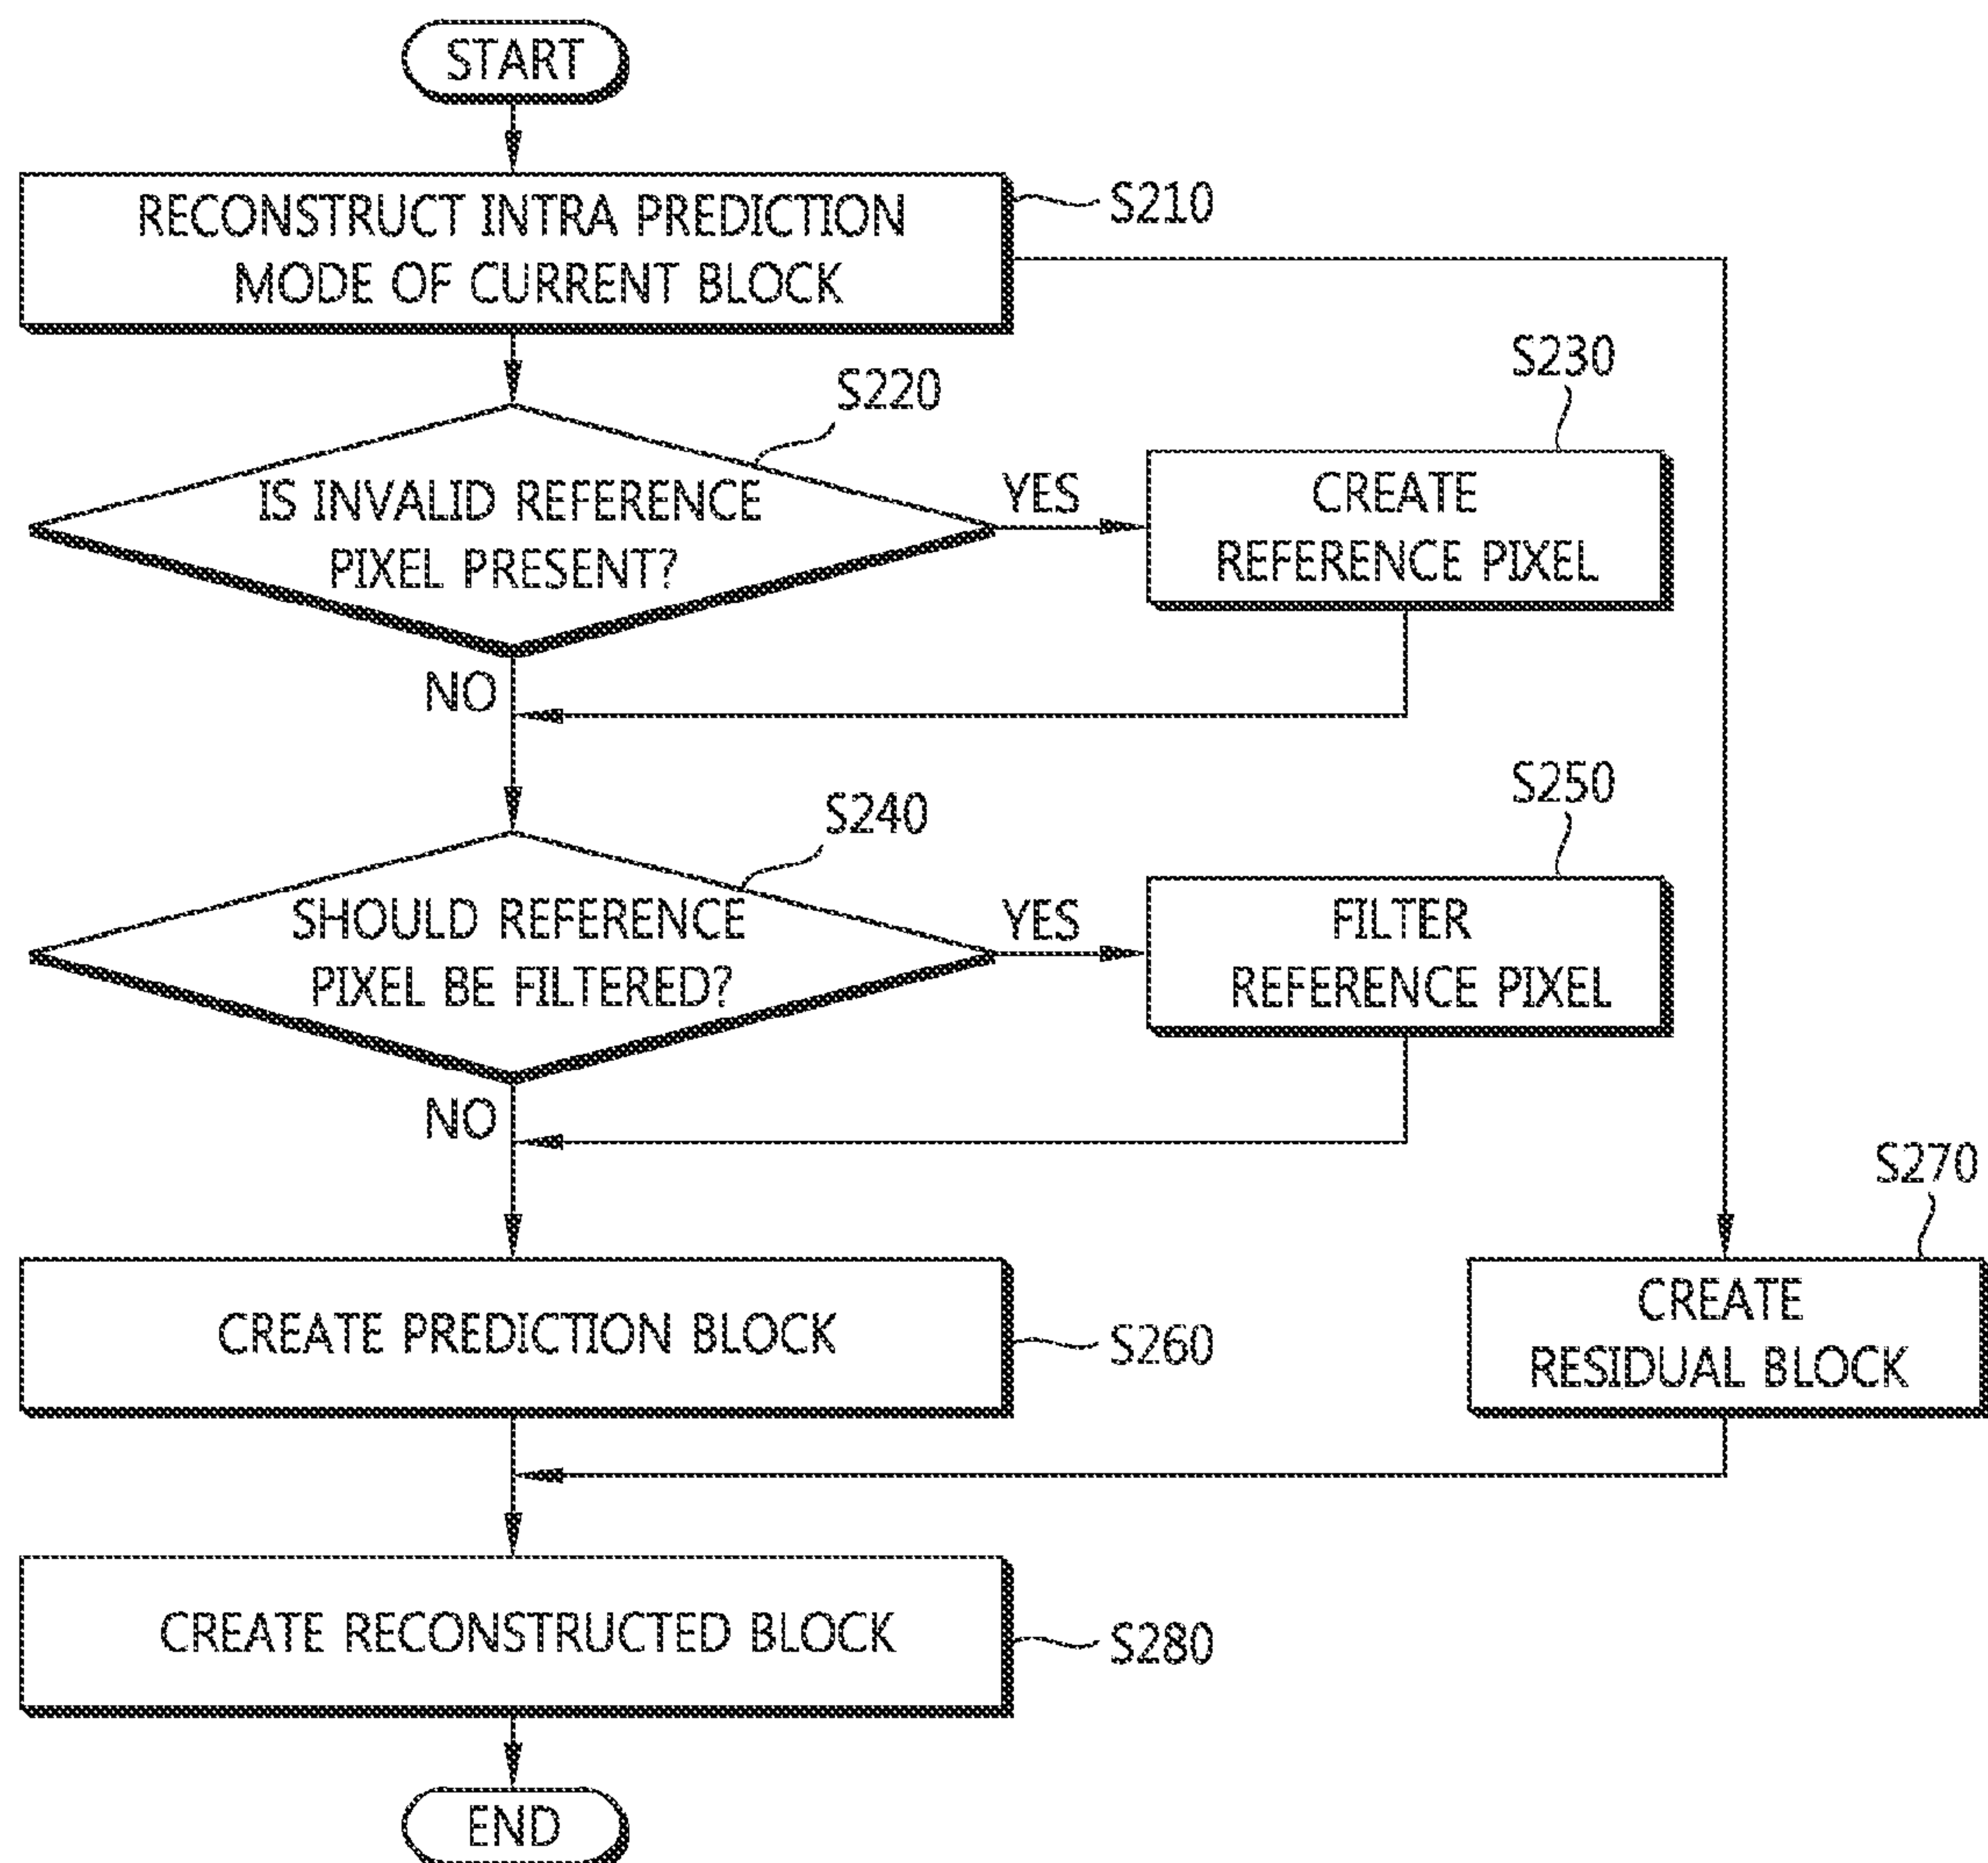 START
RECONSTRUCT INTRA PREDICTION
MODE OF CURRENT BLOCK
S210
S220
IS INVALID REFERENCE
PIXEL PRESENT?
YES
NO
S230
CREATE
REFERENCE PIXEL
S240
SHOULD REFERENCE
PIXEL BE FILTERED?
YES
NO
S250
FILTER
REFERENCE PIXEL
CREATE PREDICTION BLOCK
S260
S270
CREATE
RESIDUAL BLOCK
CREATE RECONSTRUCTED BLOCK
S280
END